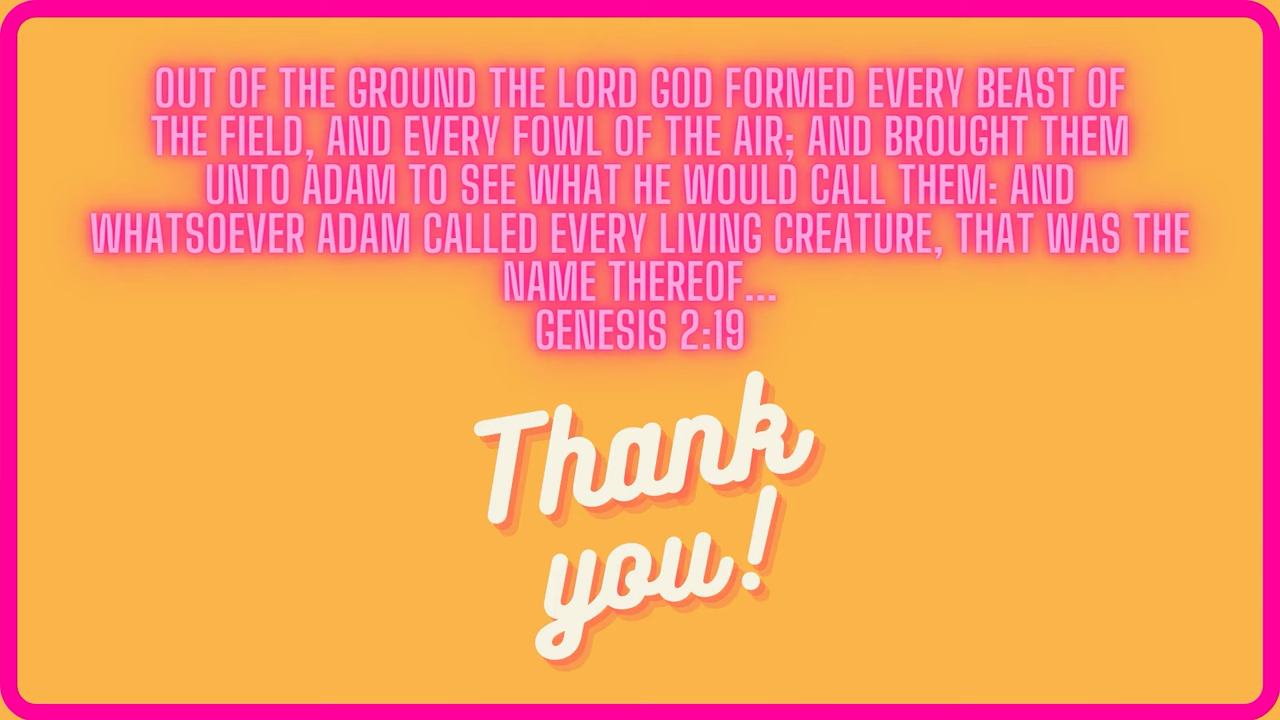 OUT OF THE GROUND THE LORD GOD FORMED EVERY BEAST OF
THE FIELD, AND EVERY FOWL OF THE AIR; AND BROUGHT THEM
UNTO ADAM TO SEE WHAT HE WOULD CALL THEM: AND
WHATSOEVER ADAM CALLED EVERY LIVING CREATURE, THAT WAS THE
NAME THEREOF...
GENESIS 2:19
Thank
you!